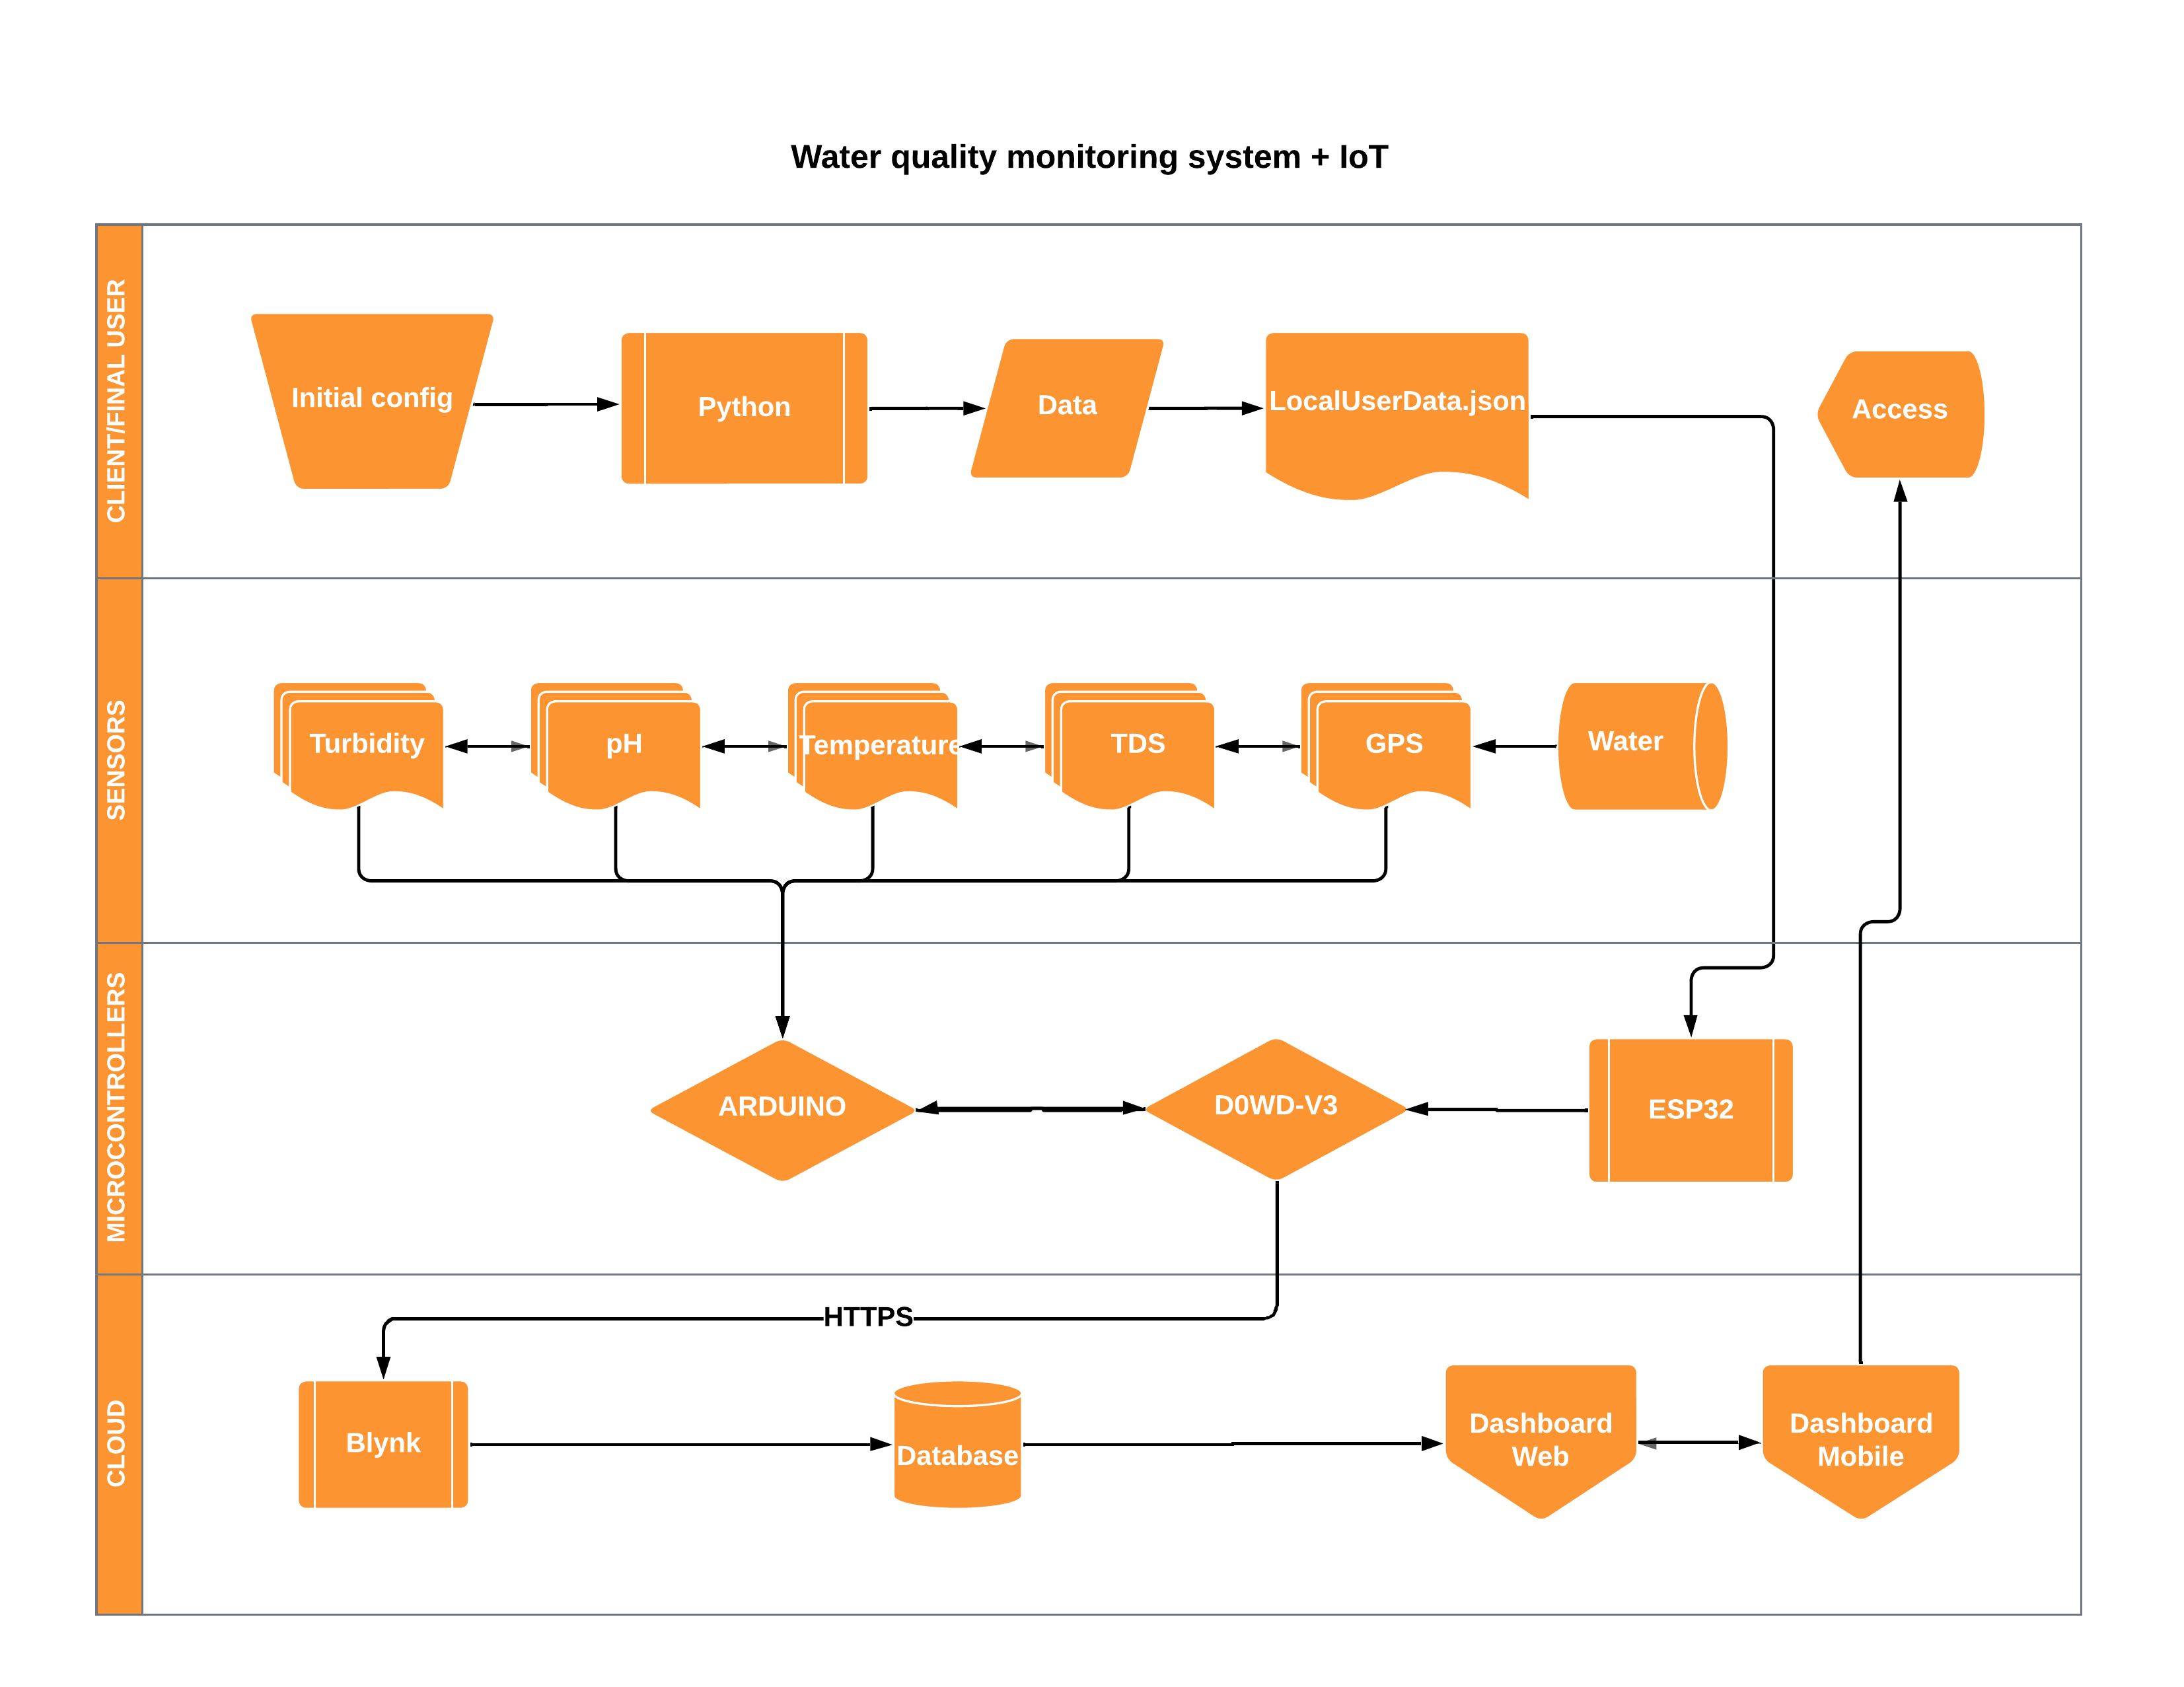 Water quality monitoring system + IoT
CLIENT/FINAL USER
Initial config
Python
Data
LocalUserData.json
Access
SENSORS
Turbidity
pH
Temperature
TDS
GPS
Water
MICROCONTROLLERS
ARDUINO
D0WD-V3
ESP32
CLOUD
HTTPS
Blynk
Database
Dashboard
Web
Dashboard
Mobile